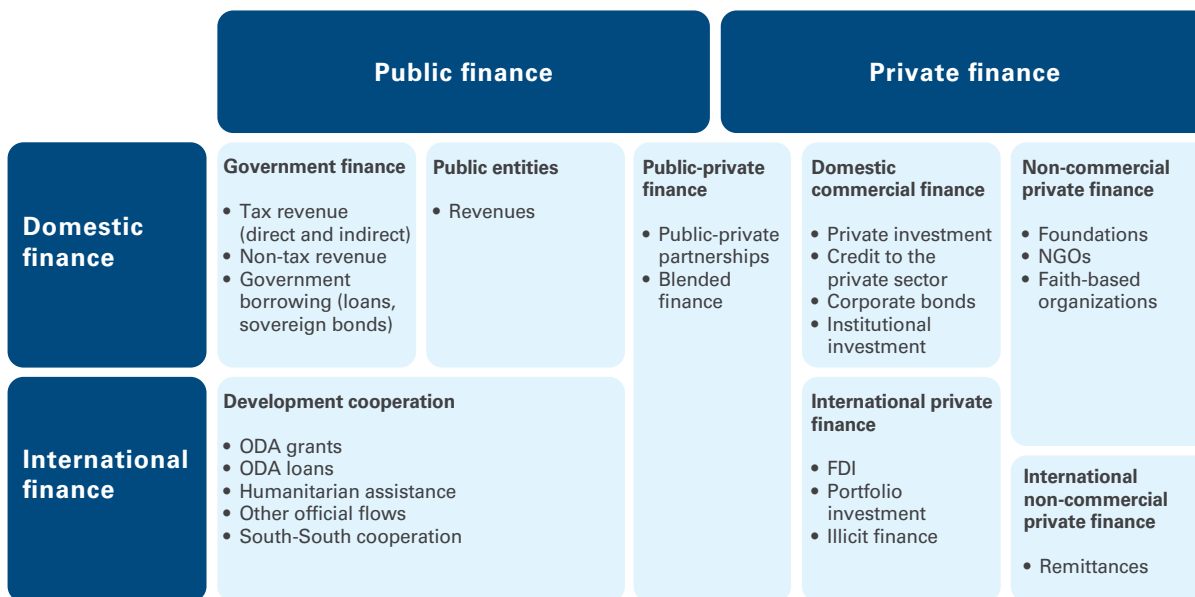 Public finance
Private finance
Domestic
finance
Government finance
• Tax revenue
(direct and indirect)
• Non-tax revenue
• Government
borrowing (loans,
sovereign bonds)
Public entities
• Revenues
Public-private
finance
• Public-private
partnerships
• Blended
finance
Domestic
commercial finance
• Private investment
• Credit to the
private sector
• Corporate bonds
• Institutional
investment
Non-commercial
private finance
• Foundations
• NGOs
• Faith-based
organizations
International
finance
Development cooperation
• ODA grants
• ODA loans
• Humanitarian assistance
• Other official flows
• South-South cooperation
International private
finance
• FDI
• Portfolio
investment
• Illicit finance
International
non-commercial
private finance
• Remittances